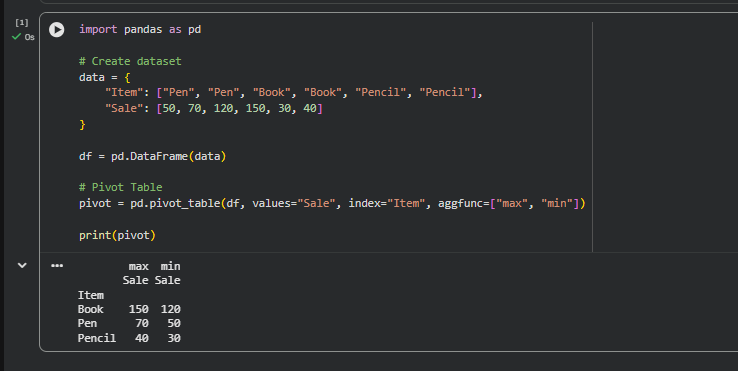 [1]
0s
import pandas as pd
# Create dataset
data = {
    "Item": ["Pen", "Pen", "Book", "Book", "Pencil", "Pencil"],
    "Sale": [50, 70, 120, 150, 30, 40]
}
df = pd.DataFrame(data)
# Pivot Table
pivot = pd.pivot_table(df, values="Sale", index="Item", aggfunc=["max", "min"])
print(pivot)
        max  min
       Sale Sale
Item
Book    150  120
Pen      70   50
Pencil   40   30